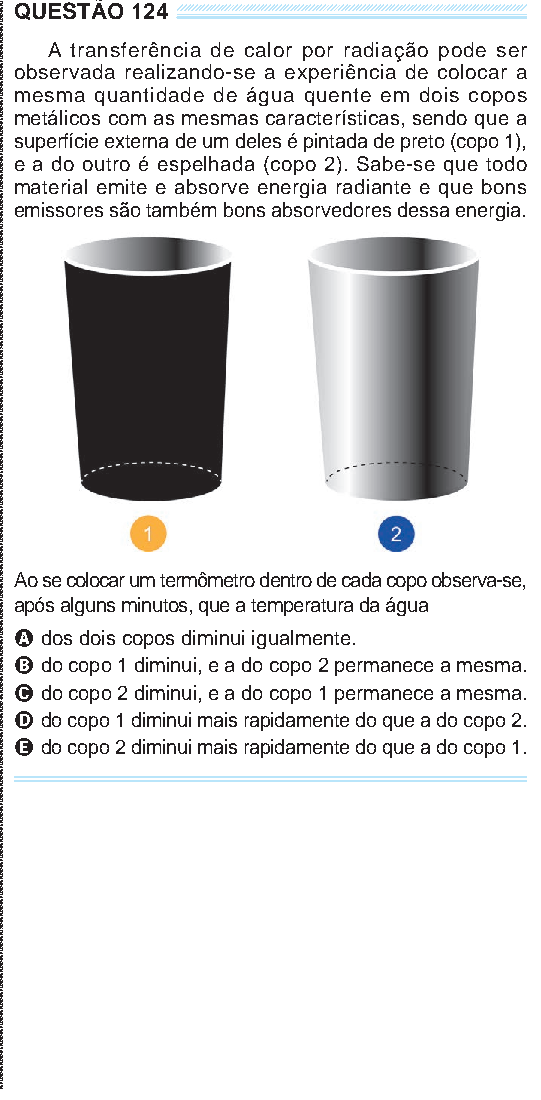 QUESTÃO 124
A transferência de calor por radiação pode ser
observada realizando-se a experiência de colocar a
mesma quantidade de água quente em dois copos
metálicos com as mesmas características, sendo que a
superfície externa de um deles é pintada de preto (copo 1),
e a do outro é espelhada (copo 2). Sabe-se que todo
material emite e absorve energia radiante e que bons
emissores são também bons absorvedores dessa energia.
1
2
Ao se colocar um termômetro dentro de cada copo observa-se,
após alguns minutos, que a temperatura da água
A dos dois copos diminui igualmente.
B do copo 1 diminui, e a do copo 2 permanece a mesma.
C do copo 2 diminui, e a do copo 1 permanece a mesma.
D do copo 1 diminui mais rapidamente do que a do copo 2.
E do copo 2 diminui mais rapidamente do que a do copo 1.